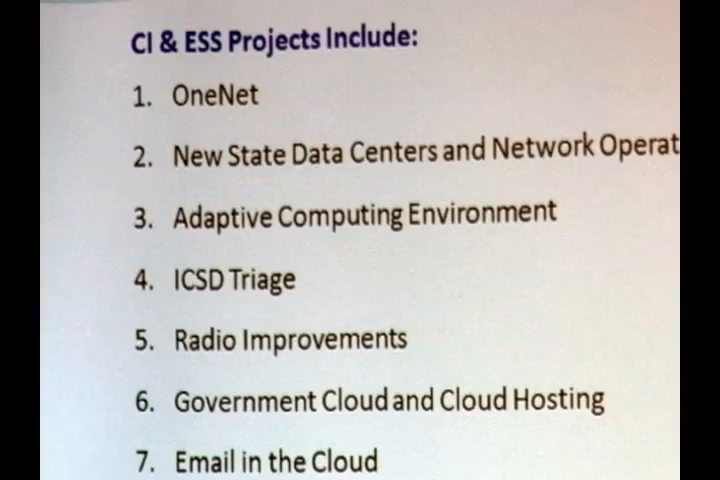 CI & ESS Projects Include:
1. OneNet
2. New State Data Centers and Network Operat
3. Adaptive Computing Environment
4. ICSD Triage
5. Radio Improvements
6. Government Cloud and Cloud Hosting
7. Email in the Cloud